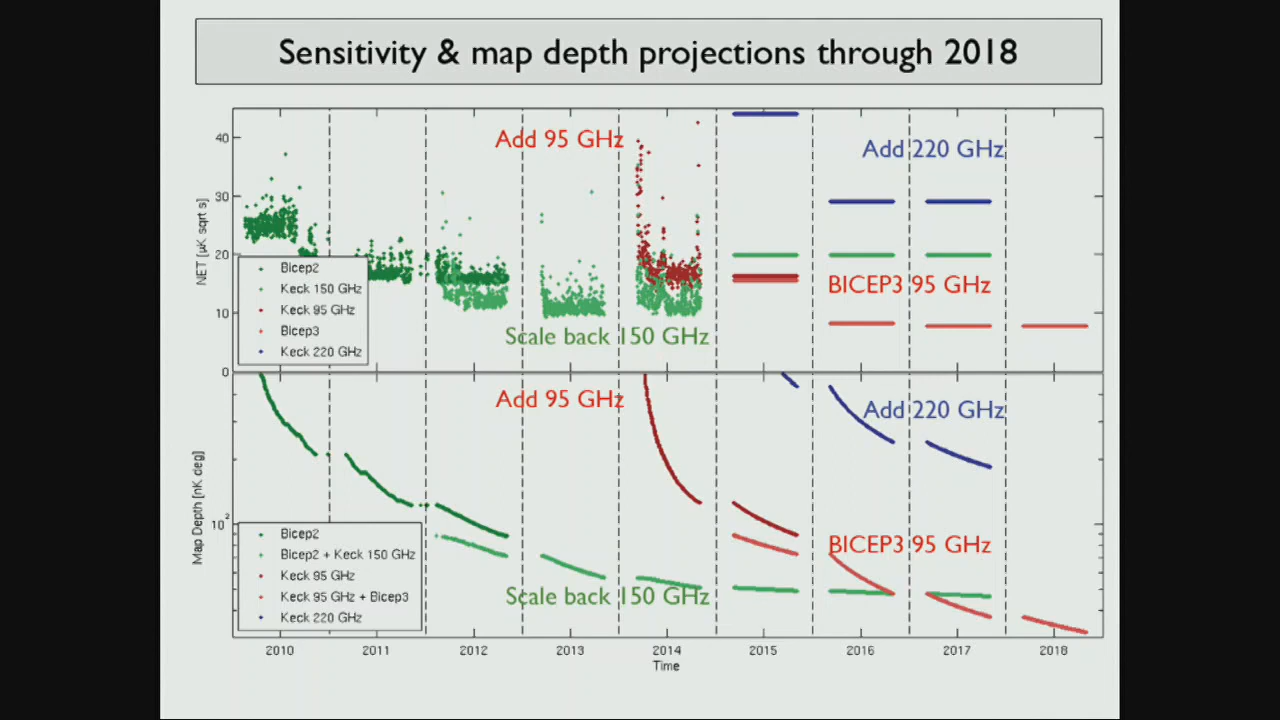 Sensitivity & map depth projections through 2018
40
30
20
10
0
NET [µK sqrt s]
Add 95 GHz
Add 220 GHz
BICEP3 95 GHz
Scale back 150 GHz
Bicep2
Keck 150 GHz
Keck 95 GHz
Bicep3
Keck 220 GHz
Map Depth [nK deg]
10²
Add 95 GHz
Add 220 GHz
BICEP3 95 GHz
Scale back 150 GHz
Bicep2
Bicep2 + Keck 150 GHz
Keck 95 GHz
Keck 95 GHz + Bicep3
Keck 220 GHz
2010 2011 2012 2013 2014 2015 2016 2017 2018
Time